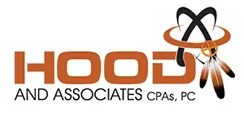 HOOD
AND ASSOCIATES CPAs, PC